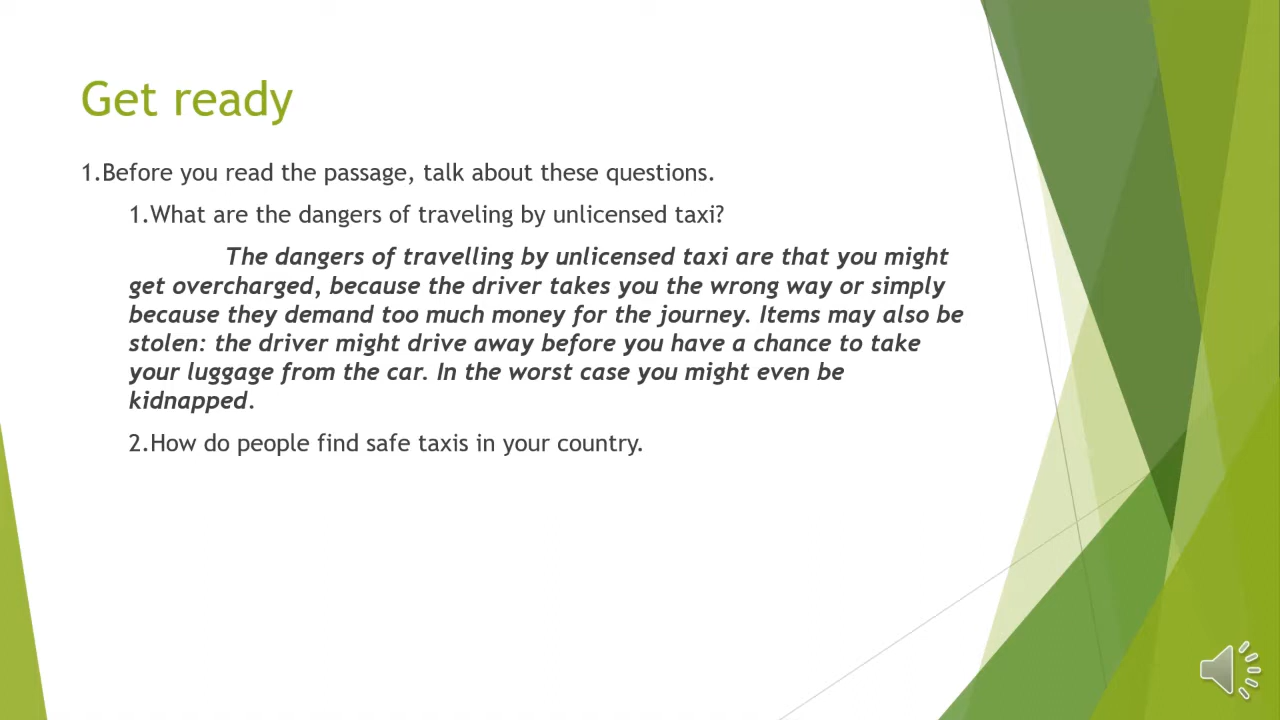 Get ready
1.Before you read the passage, talk about these questions.
1.What are the dangers of traveling by unlicensed taxi?
The dangers of travelling by unlicensed taxi are that you might
get overcharged, because the driver takes you the wrong way or simply
because they demand too much money for the journey. Items may also be
stolen: the driver might drive away before you have a chance to take
your luggage from the car. In the worst case you might even be
kidnapped.
2.How do people find safe taxis in your country.